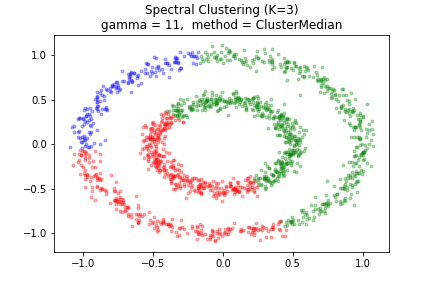 Spectral Clustering (K=3)
gamma = 11,  method = ClusterMedian
1.0
0.5
0.0
−0.5
−1.0
−1.0 −0.5 0.0 0.5 1.0